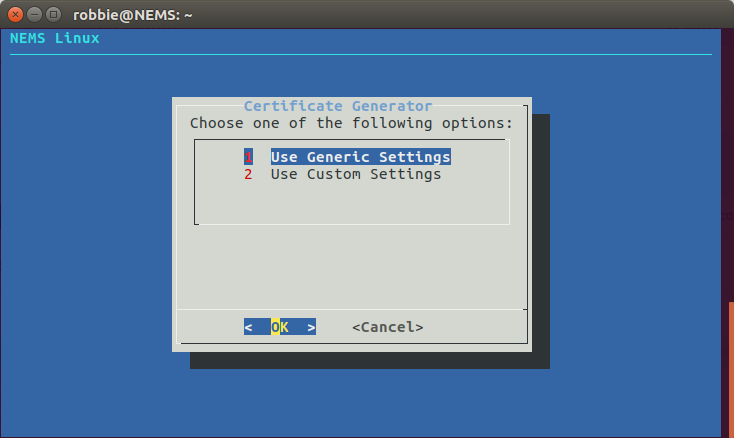 robbie@NEMS: ~
NEMS Linux
Certificate Generator
Choose one of the following options:
1 Use Generic Settings
2 Use Custom Settings
< OK > <Cancel>